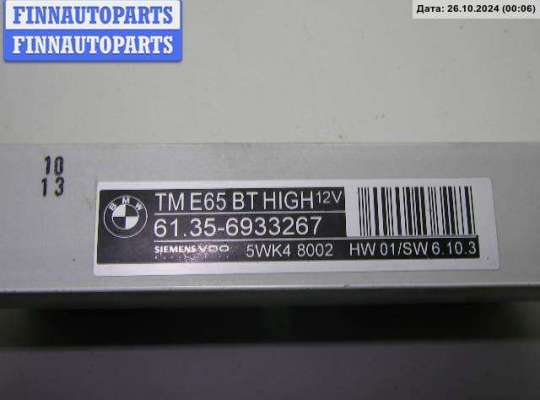 FINNAUTOPARTS
FINNAUTOPARTS
Дата: 26.10.2024 (00:06)
10
13
BMW
TM E65 BT HIGH 12V
61.35-6933267
SIEMENS VDO 5WK4 8002 HW 01/SW 6.10.3